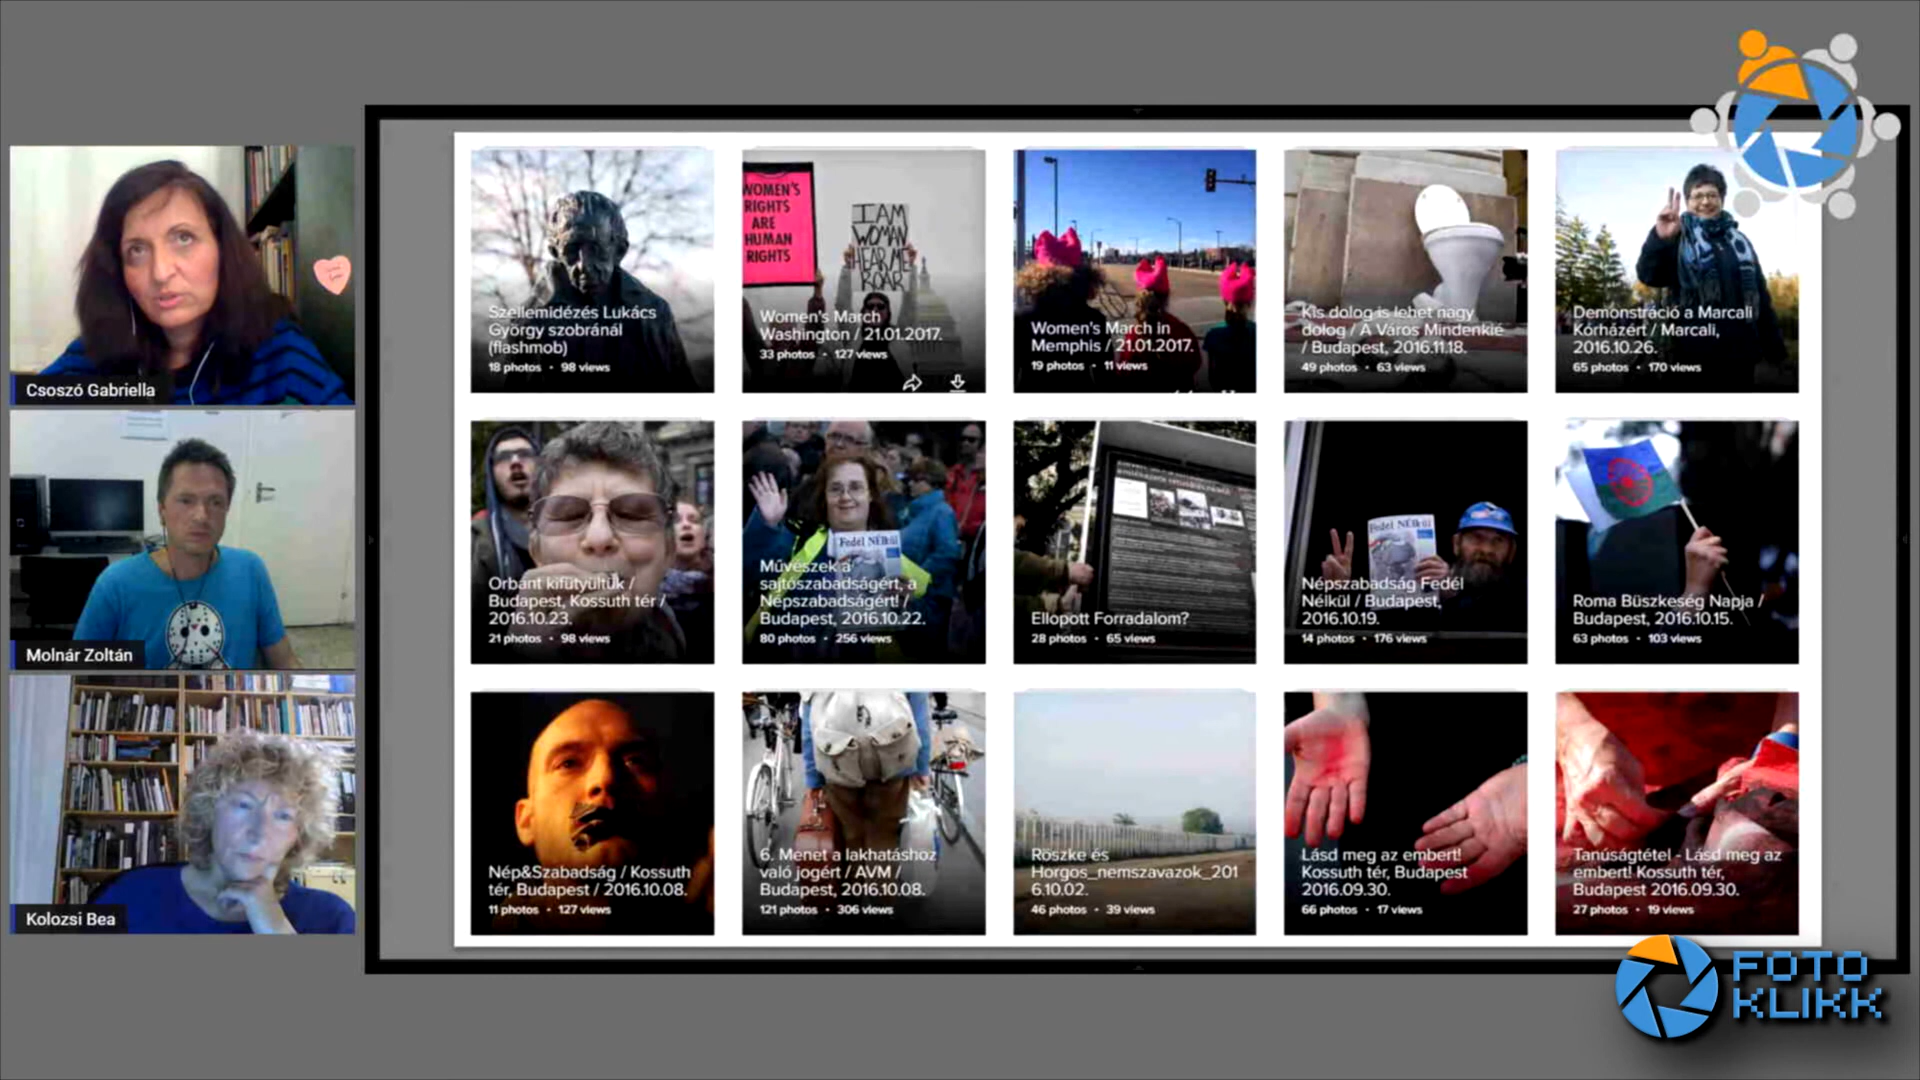 Csoszó Gabriella
Molnár Zoltán
Kolozsi Bea
Szellemidézés Lukács
György szobránál
(flashmob)
18 photos • 98 views
WOMEN'S
RIGHTS
ARE
HUMAN
RIGHTS
I AM
WOMAN
HEAR ME
ROAR
Women's March
Washington / 21.01.2017.
33 photos • 127 views
Women's March in
Memphis / 21.01.2017.
19 photos • 11 views
Kis dolog is lehet nagy
dolog / A Város Mindenkié
/ Budapest, 2016.11.18.
49 photos • 63 views
Demonstráció a Marcali
Kórházért / Marcali,
2016.10.26.
65 photos • 170 views
Orbánt kifütyültük /
Budapest, Kossuth tér /
2016.10.23.
21 photos • 98 views
Fedél NÉlkül
Művészek a
sajtószabadságért, a
Népszabadságért! /
Budapest, 2016.10.22.
80 photos • 256 views
Ellopott Forradalom?
28 photos • 65 views
Fedél NÉlkül
Népszabadság Fedél
Nélkül / Budapest,
2016.10.19.
14 photos • 176 views
Roma Büszkeség Napja /
Budapest, 2016.10.15.
63 photos • 103 views
Nép&Szabadság / Kossuth
tér, Budapest / 2016.10.08.
11 photos • 127 views
6. Menet a lakhatáshoz
való jogért / AVM /
Budapest, 2016.10.08.
121 photos • 306 views
Röszke és
Horgos_nemszavazok_201
6.10.02.
46 photos • 39 views
Lásd meg az embert!
Kossuth tér, Budapest
2016.09.30.
66 photos • 17 views
Tanúságtétel - Lásd meg az
embert! Kossuth tér,
Budapest 2016.09.30.
27 photos • 19 views
FOTO
KLIKK